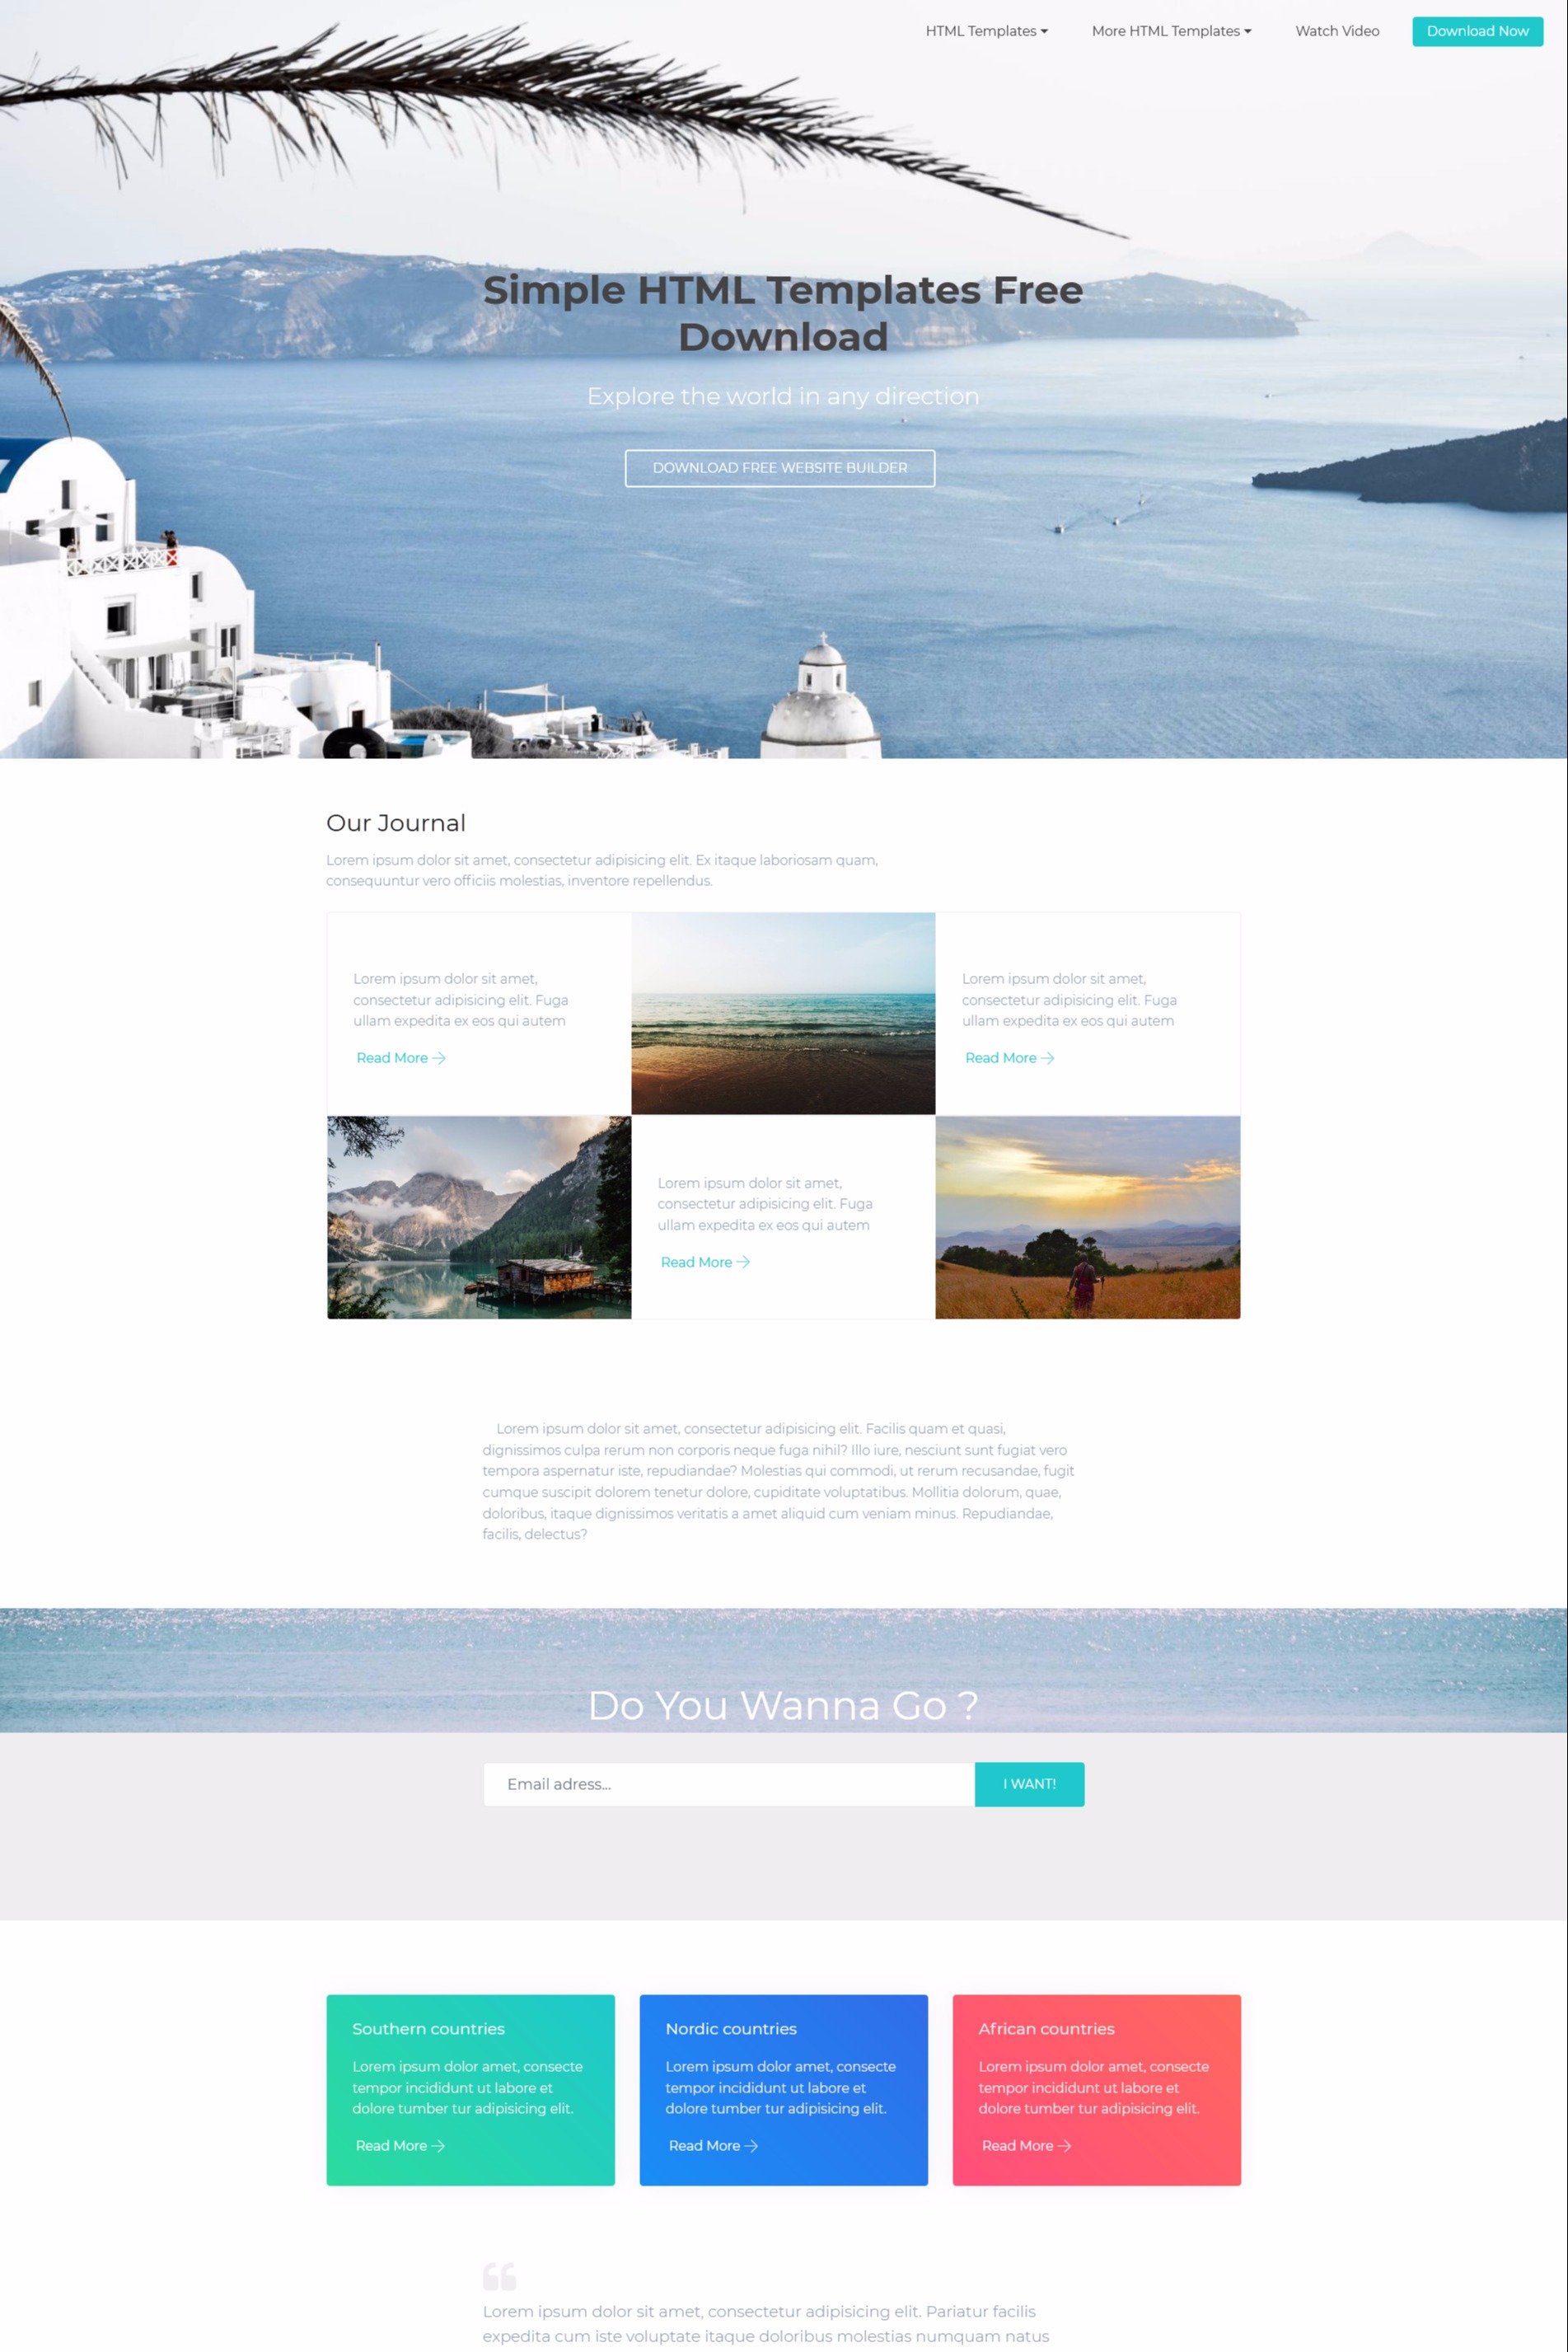 HTML Templates More HTML Templates Watch Video Download Now
Simple HTML Templates Free
Download
Explore the world in any direction
DOWNLOAD FREE WEBSITE BUILDER
Our Journal
Lorem ipsum dolor sit amet, consectetur adipisicing elit. Ex itaque laboriosam quam,
consequuntur vero officiis molestias, inventore repellendus.
Lorem ipsum dolor sit amet,
consectetur adipisicing elit. Fuga
ullam expedita ex eos qui autem
Read More
Lorem ipsum dolor sit amet,
consectetur adipisicing elit. Fuga
ullam expedita ex eos qui autem
Read More
Lorem ipsum dolor sit amet,
consectetur adipisicing elit. Fuga
ullam expedita ex eos qui autem
Read More
Lorem ipsum dolor sit amet, consectetur adipisicing elit. Facilis quam et quasi,
dignissimos culpa rerum non corporis neque fuga nihil? Illo iure, nesciunt sunt fugiat vero
tempora aspernatur iste, repudiandae? Molestias qui commodi, ut rerum recusandae, fugit
cumque suscipit dolorem tenetur dolore, cupiditate voluptatibus. Mollitia dolorum, quae,
doloribus, itaque dignissimos veritatis a amet aliquid cum veniam minus. Repudiandae,
facilis, delectus?
Do You Wanna Go ?
Email adress...
I WANT!
Southern countries
Lorem ipsum dolor amet, consecte
tempor incididunt ut labore et
dolore tumber tur adipisicing elit.
Read More
Nordic countries
Lorem ipsum dolor amet, consecte
tempor incididunt ut labore et
dolore tumber tur adipisicing elit.
Read More
African countries
Lorem ipsum dolor amet, consecte
tempor incididunt ut labore et
dolore tumber tur adipisicing elit.
Read More
Lorem ipsum dolor sit amet, consectetur adipisicing elit. Pariatur facilis
expedita cum iste voluptate itaque doloribus molestias numquam natus